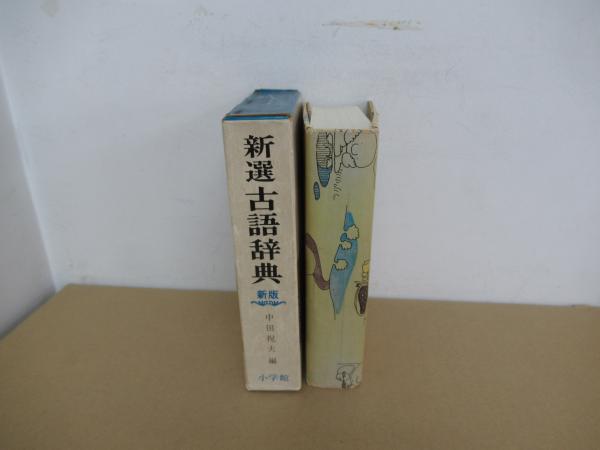 新選古語辞典
新版
中田祝夫編
小学館